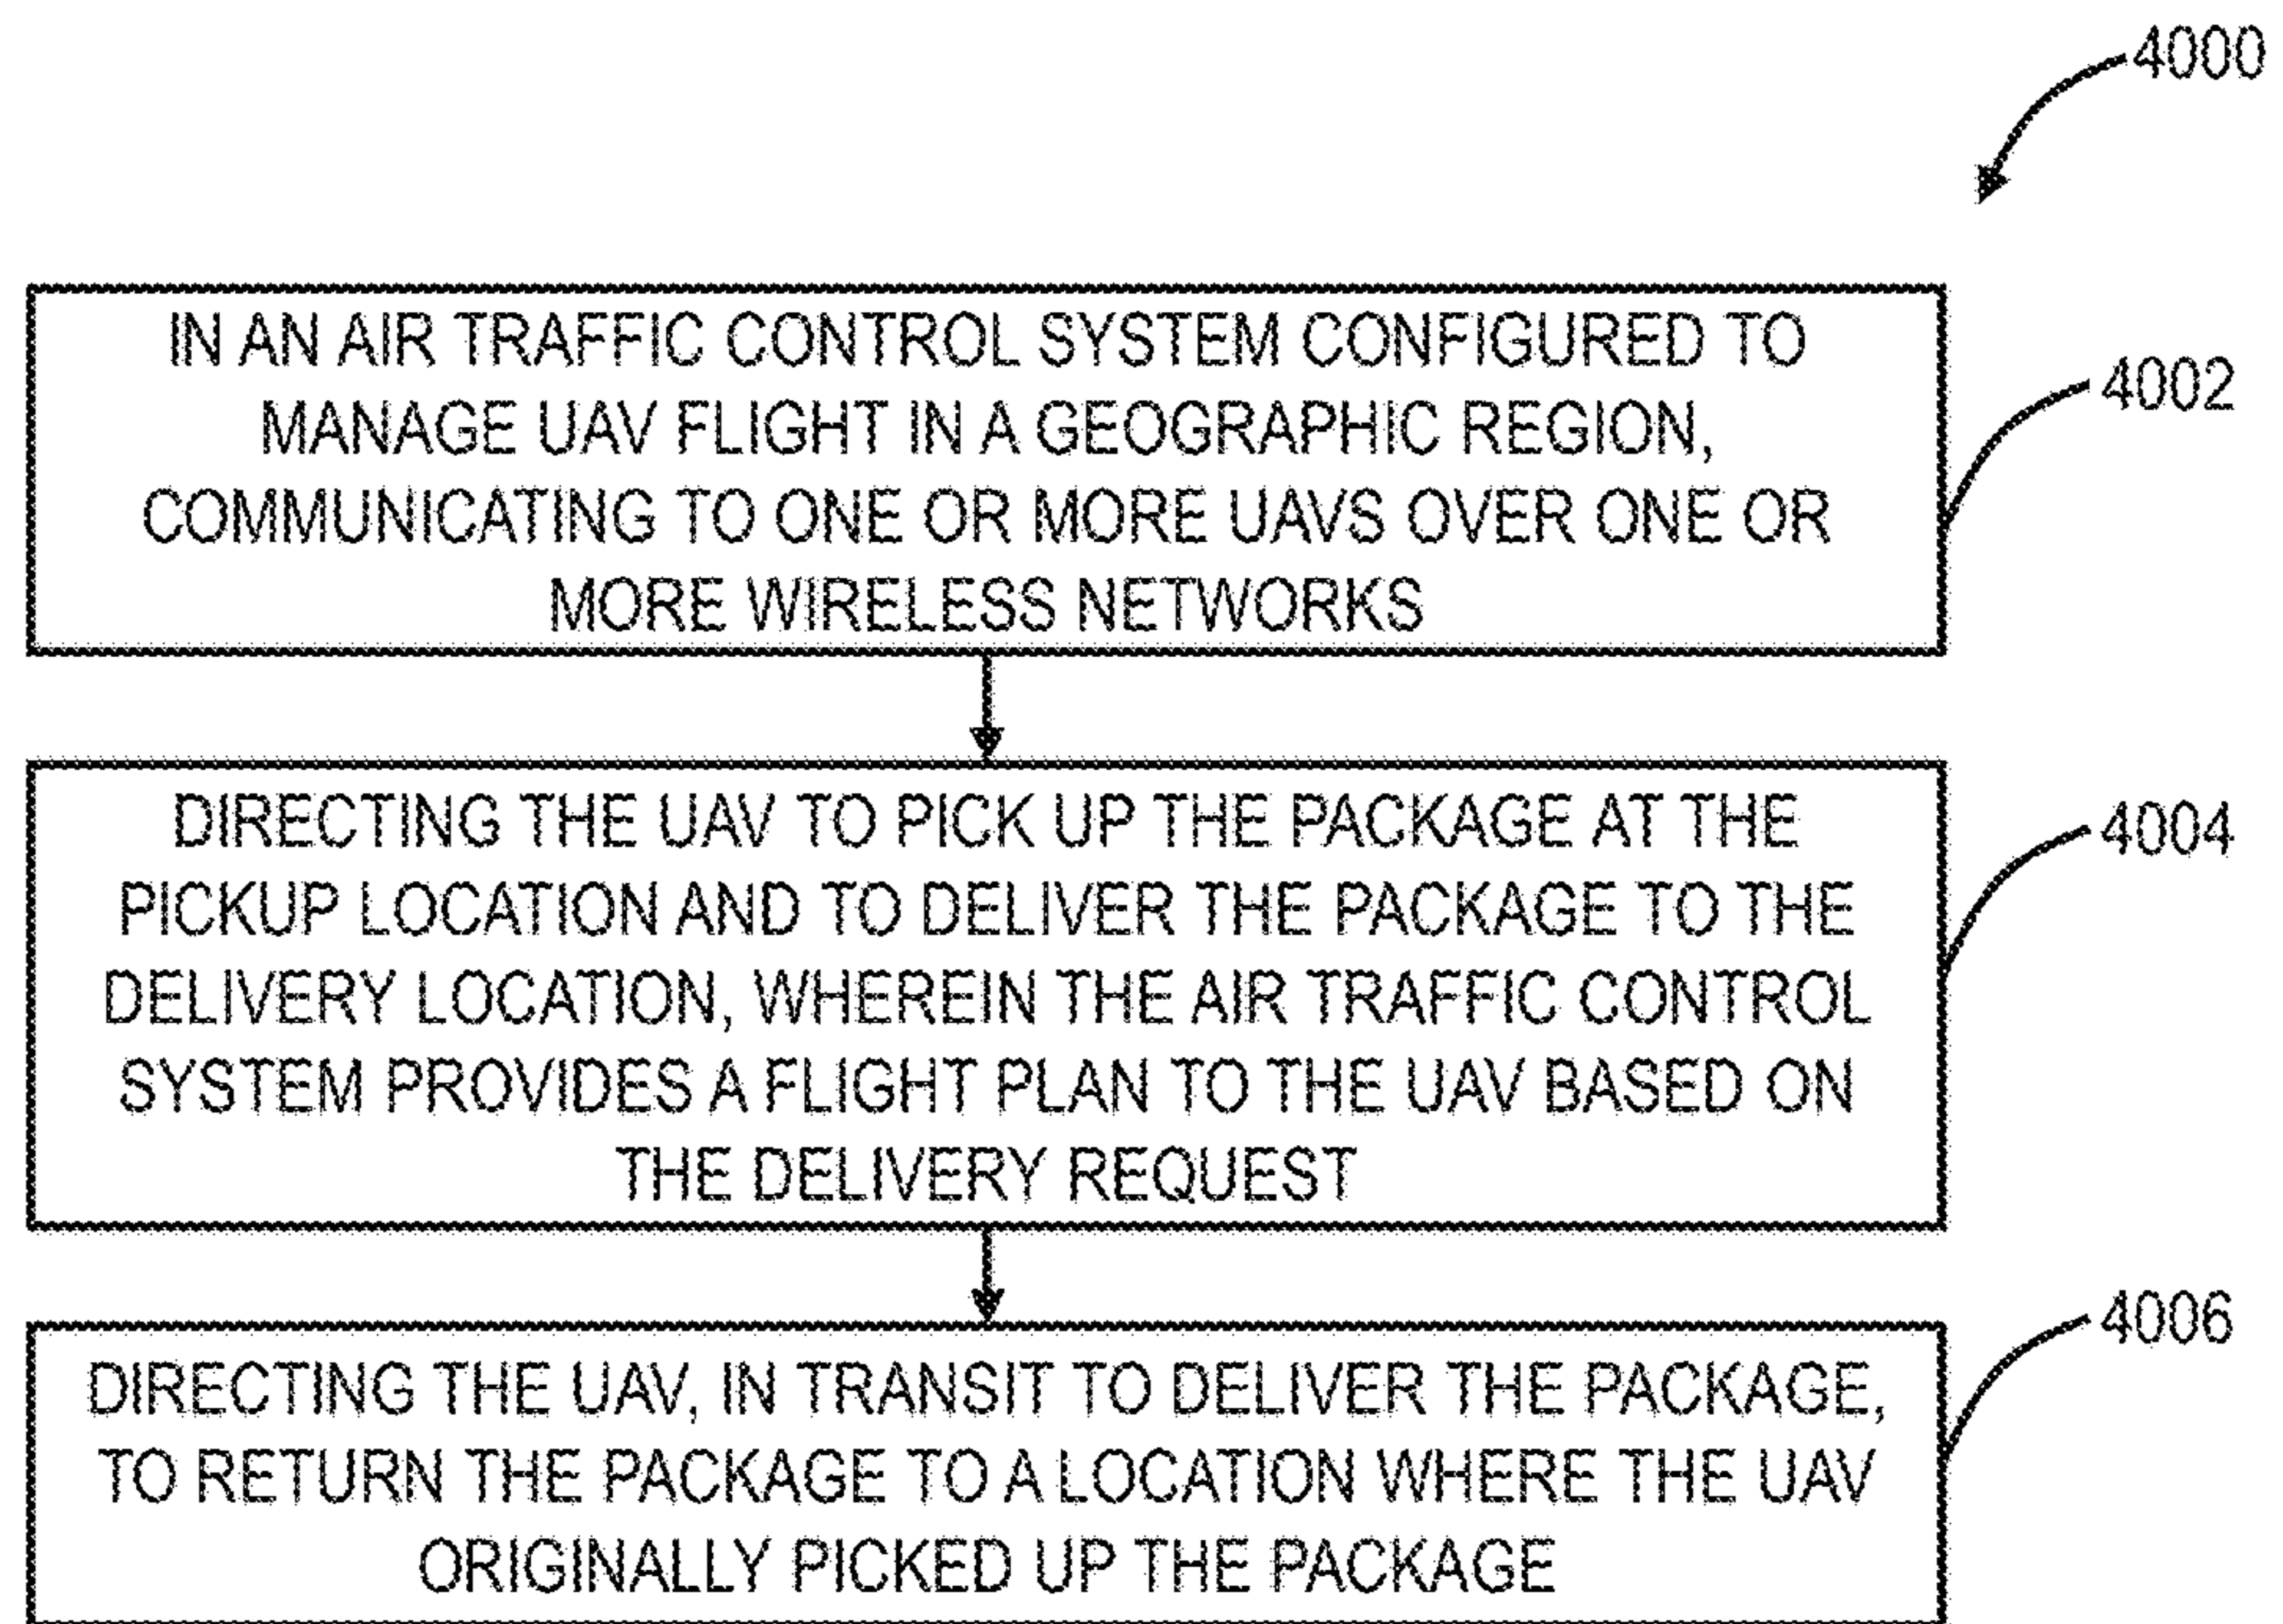 4000
IN AN AIR TRAFFIC CONTROL SYSTEM CONFIGURED TO
MANAGE UAV FLIGHT IN A GEOGRAPHIC REGION,
COMMUNICATING TO ONE OR MORE UAVS OVER ONE OR
MORE WIRELESS NETWORKS
4002
DIRECTING THE UAV TO PICK UP THE PACKAGE AT THE
PICKUP LOCATION AND TO DELIVER THE PACKAGE TO THE
DELIVERY LOCATION, WHEREIN THE AIR TRAFFIC CONTROL
SYSTEM PROVIDES A FLIGHT PLAN TO THE UAV BASED ON
THE DELIVERY REQUEST
4004
DIRECTING THE UAV, IN TRANSIT TO DELIVER THE PACKAGE,
TO RETURN THE PACKAGE TO A LOCATION WHERE THE UAV
ORIGINALLY PICKED UP THE PACKAGE
4006